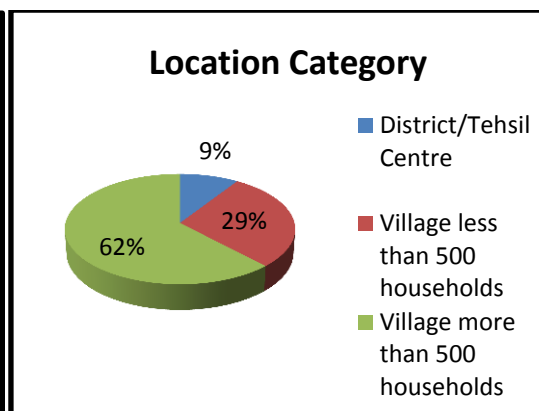 Location Category
9%
29%
62%
District/Tehsil
Centre
Village less
than 500
households
Village more
than 500
households